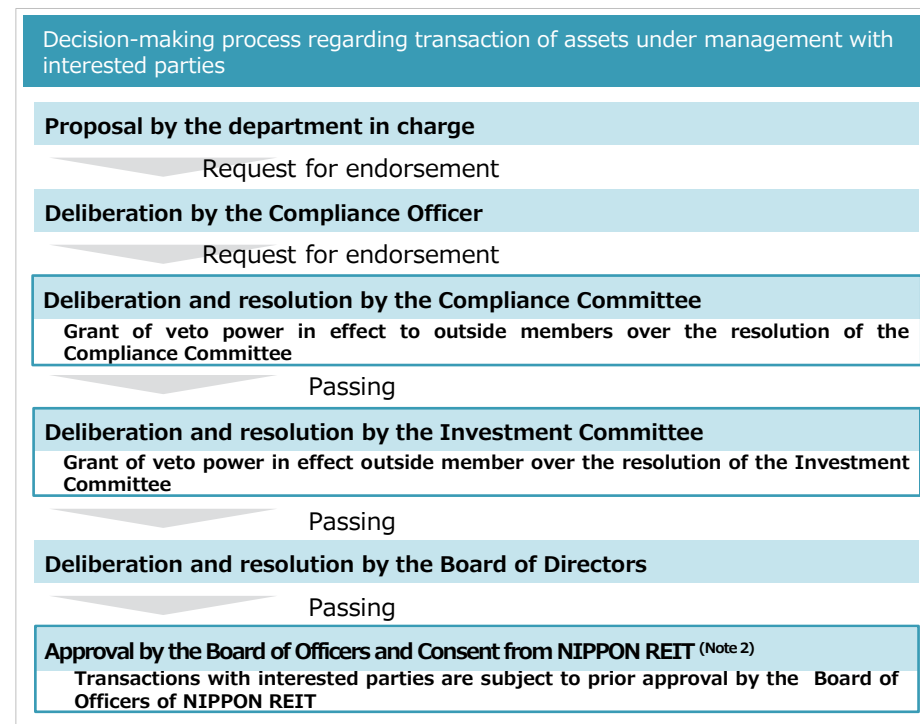 Decision-making process regarding transaction of assets under management with
interested parties
Proposal by the department in charge
Request for endorsement
Deliberation by the Compliance Officer
Request for endorsement
Deliberation and resolution by the Compliance Committee
Grant of veto power in effect to outside members over the resolution of the
Compliance Committee
Passing
Deliberation and resolution by the Investment Committee
Grant of veto power in effect outside member over the resolution of the Investment
Committee
Passing
Deliberation and resolution by the Board of Directors
Passing
Approval by the Board of Officers and Consent from NIPPON REIT (Note 2)
Transactions with interested parties are subject to prior approval by the Board of
Officers of NIPPON REIT